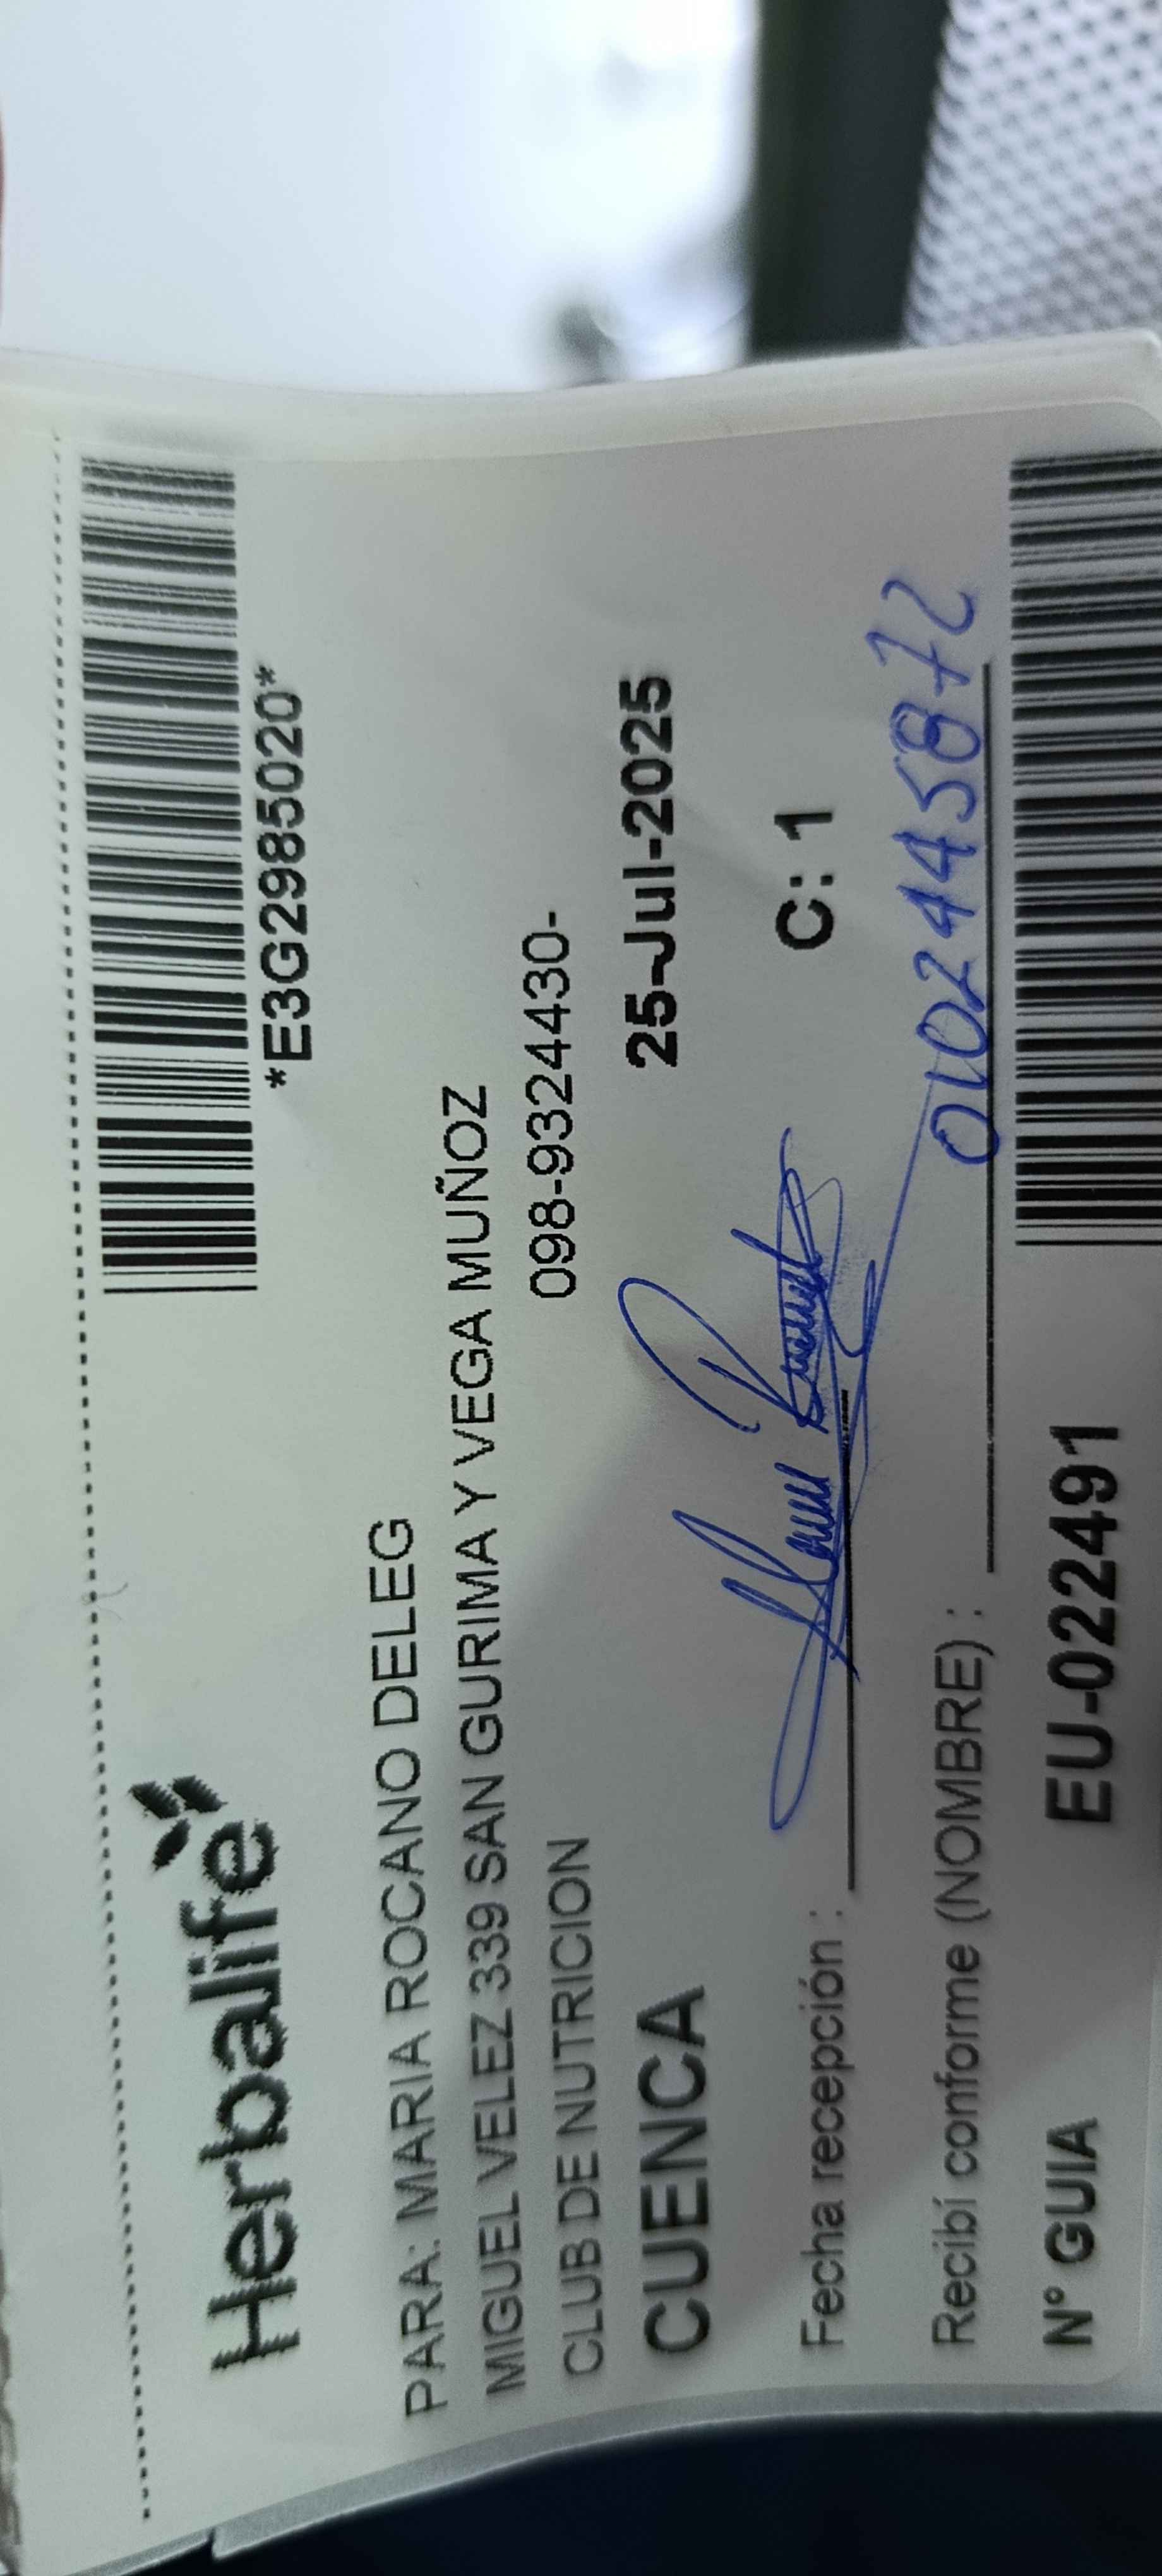 Herbalife
*E3G2985020*
PARA: MARIA ROCANO DELEG
MIGUEL VELEZ 339 SAN GURIMA Y VEGA MUÑOZ
CLUB DE NUTRICION 098-9324430-
CUENCA 25-Jul-2025
Fecha recepción : C: 1
Recibí conforme (NOMBRE) : 0102445872
N° GUIA EU-022491